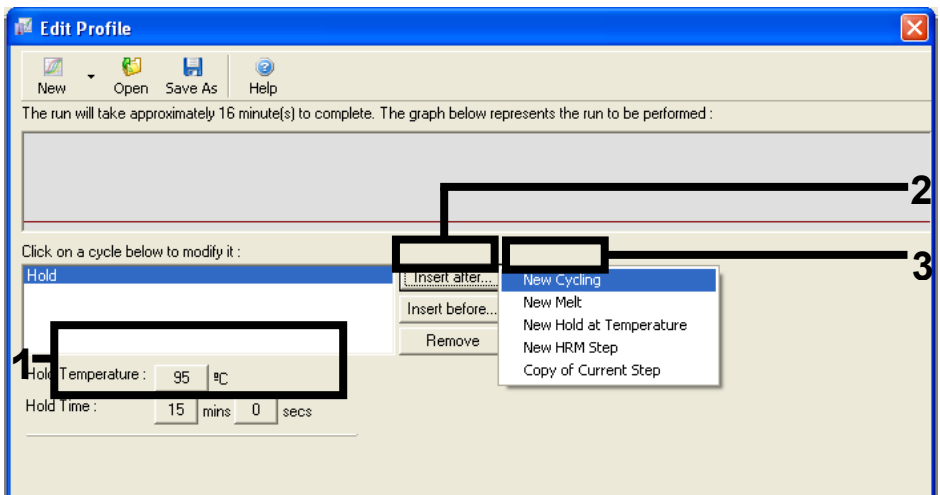 Edit Profile
New Open Save As Help
The run will take approximately 16 minute(s) to complete. The graph below represents the run to be performed :
2
Click on a cycle below to modify it :
3
Hold
Insert after...
New Cycling
Insert before...
New Melt
New Hold at Temperature
Remove
New HRM Step
Copy of Current Step
1
Hold Temperature : 95 ºC
Hold Time : 15 mins 0 secs